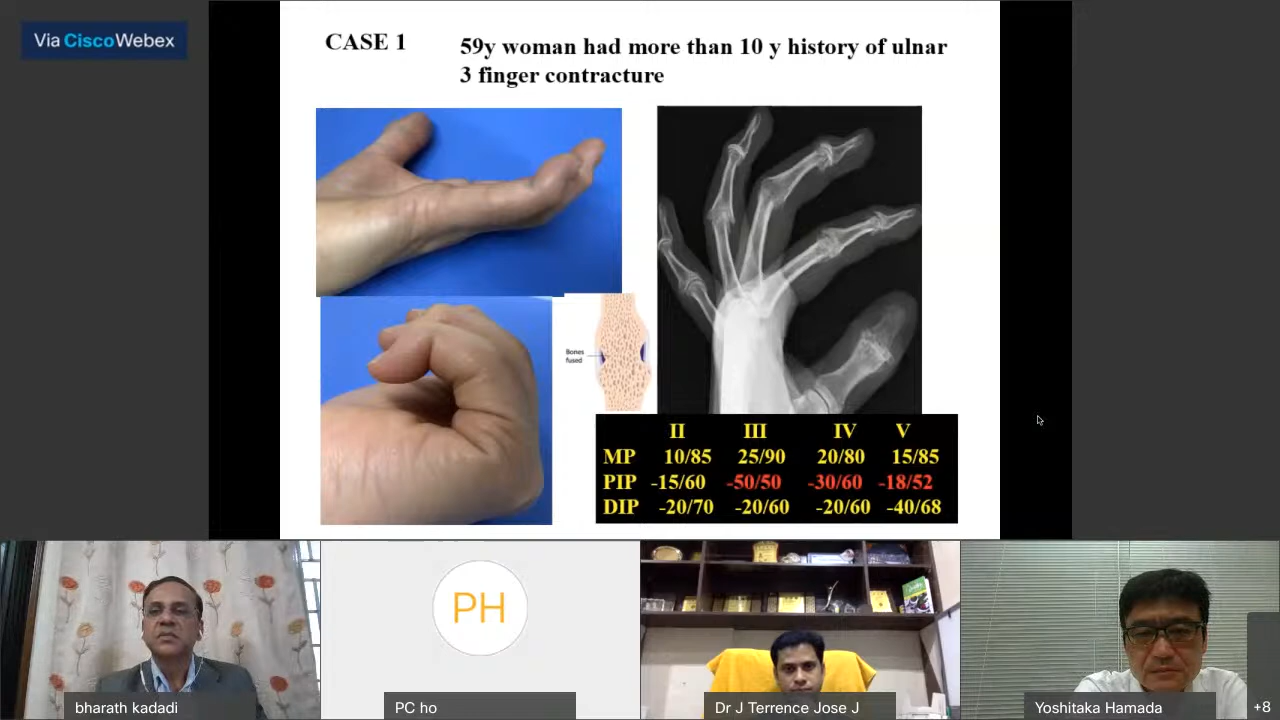 Via Cisco Webex
CASE 1
59y woman had more than 10 y history of ulnar
3 finger contracture
Bones
fused
II III IV V
MP 10/85 25/90 20/80 15/85
PIP -15/60 -50/50 -30/60 -18/52
DIP -20/70 -20/60 -20/60 -40/68
PH
bharath kadadi
PC ho
Dr J Terrence Jose J
Yoshitaka Hamada
+8